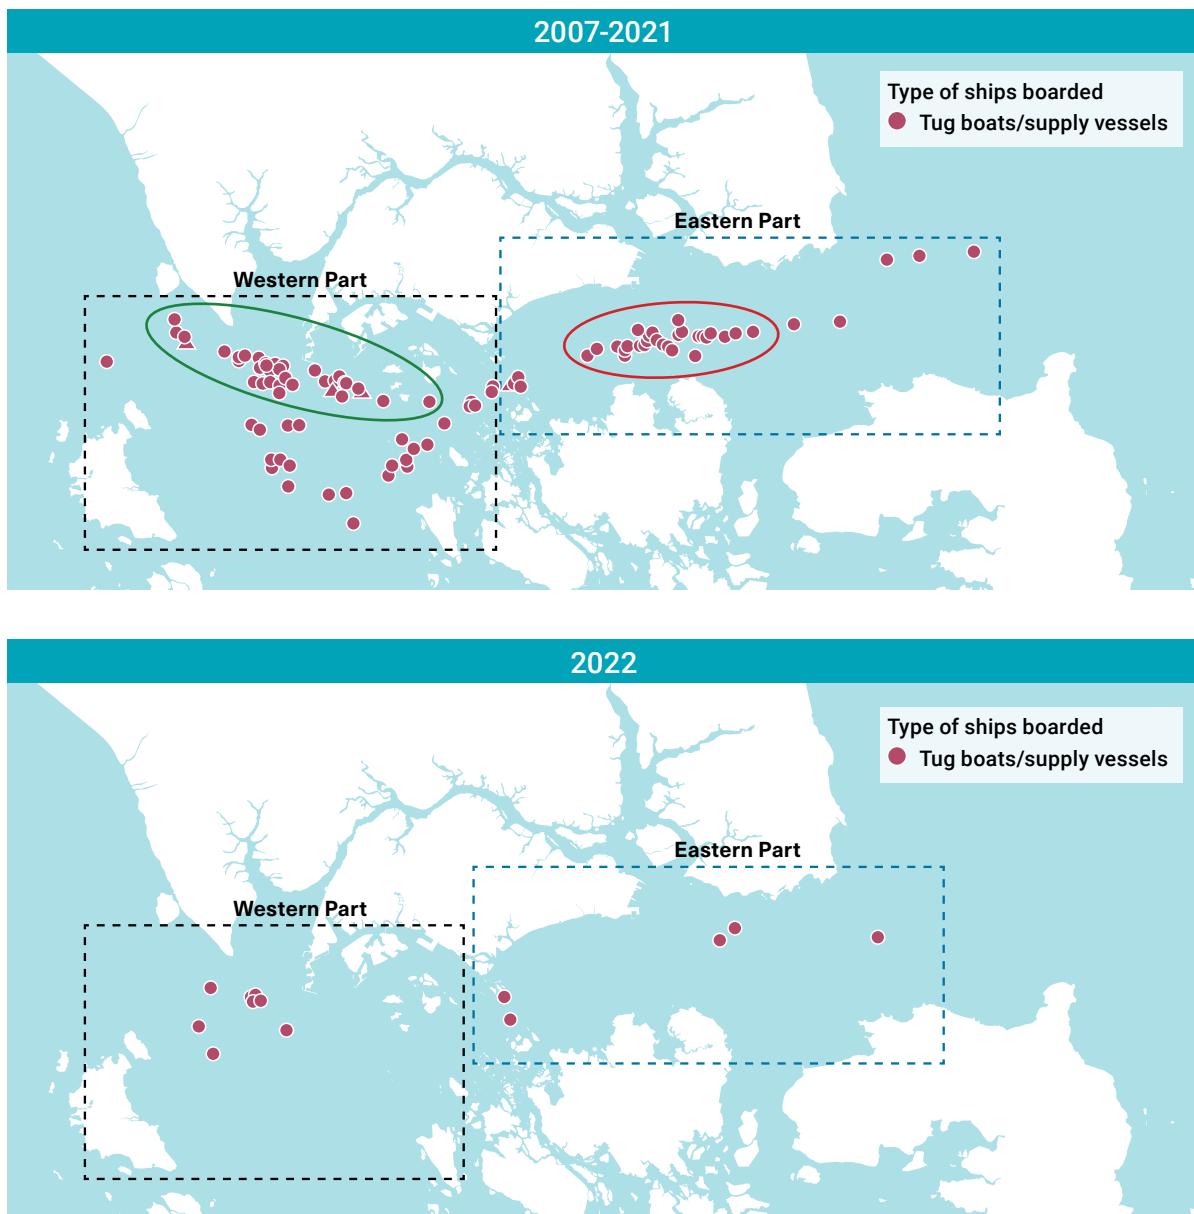 2007-2021
Type of ships boarded
Tug boats/supply vessels
Eastern Part
Western Part
2022
Type of ships boarded
Tug boats/supply vessels
Eastern Part
Western Part